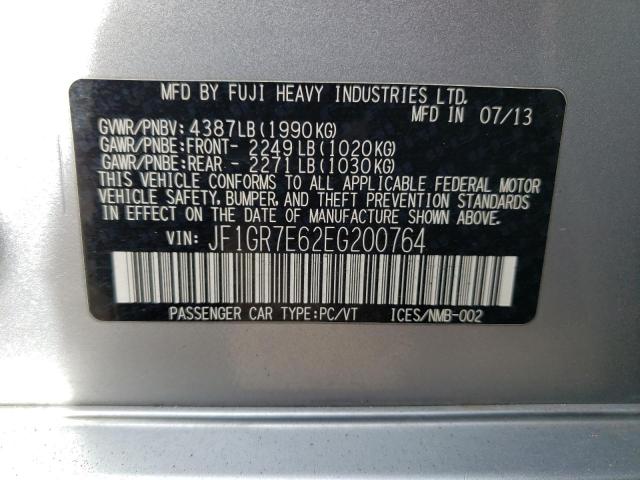 MFD BY FUJI HEAVY INDUSTRIES LTD.
MFD IN 07/13
GVWR/PNBV: 4387LB(1990KG)
GAWR/PNBE:FRONT- 2249LB(1020KG)
GAWR/PNBE:REAR - 2271LB(1030KG)
THIS VEHICLE CONFORMS TO ALL APPLICABLE FEDERAL MOTOR
VEHICLE SAFETY, BUMPER, AND THEFT PREVENTION STANDARDS
IN EFFECT ON THE DATE OF MANUFACTURE SHOWN ABOVE.
VIN: JF1GR7E62EG200764
PASSENGER CAR TYPE:PC/VT ICES/NMB-002